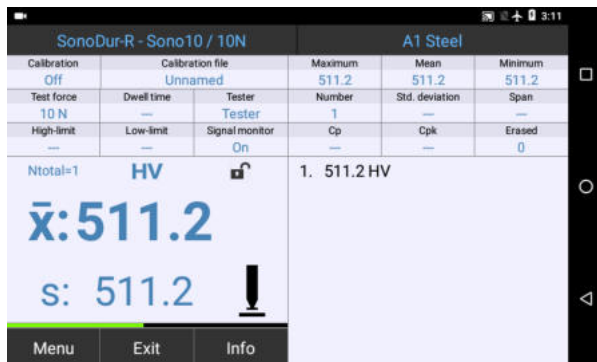 3:11
SonoDur-R - Sono10 / 10N
A1 Steel
Calibration Calibration file Maximum Mean Minimum
Off Unnamed 511.2 511.2 511.2
Test force Dwell time Tester Number Std. deviation Span
10 N --- Tester 1 --- ---
High-limit Low-limit Signal monitor Cp Cpk Erased
--- --- On --- --- 0
Ntotal=1 HV
1. 511.2 HV
x̄: 511.2
s: 511.2
Menu Exit Info